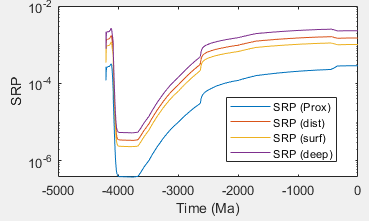 10^-2
10^-4
10^-6
SRP
SRP (Prox)
SRP (dist)
SRP (surf)
SRP (deep)
-5000 -4000 -3000 -2000 -1000 0
Time (Ma)